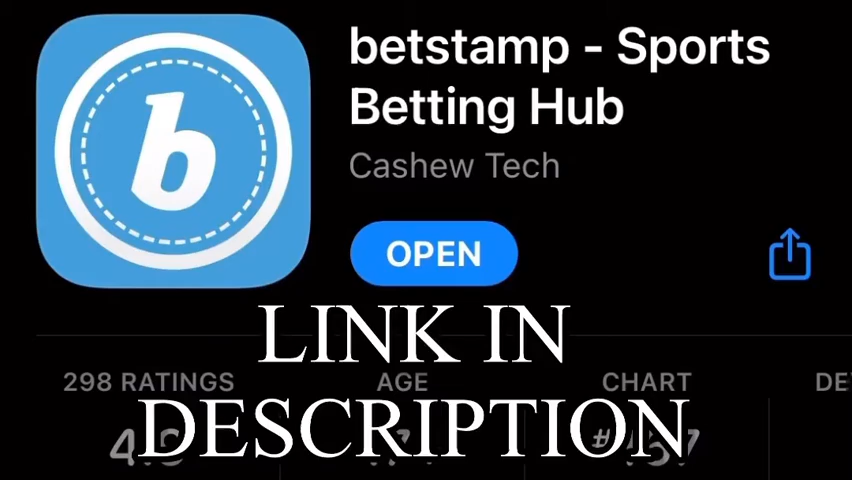 b
betstamp - Sports
Betting Hub
Cashew Tech
OPEN
LINK IN
298 RATINGS
AGE
CHART
DESCRIPTION